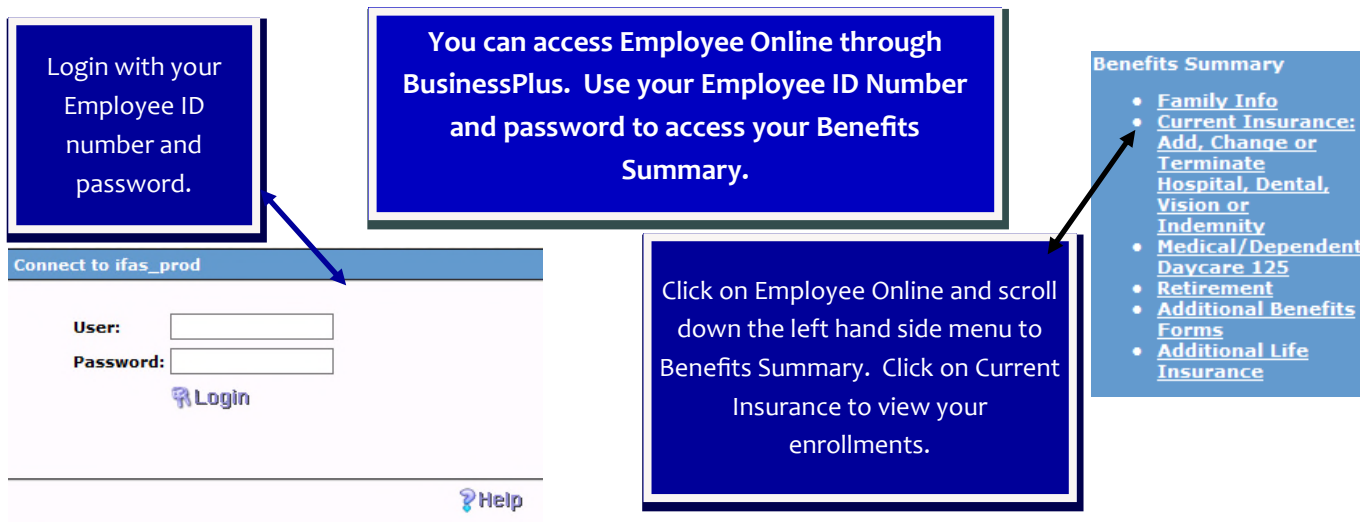 Login with your
Employee ID
number and
password.
You can access Employee Online through
BusinessPlus. Use your Employee ID Number
and password to access your Benefits
Summary.
Benefits Summary
• Family Info
• Current Insurance:
Add, Change or
Terminate
Hospital, Dental,
Vision or
Indemnity
• Medical/Dependent
Daycare 125
• Retirement
• Additional Benefits
Forms
• Additional Life
Insurance
Connect to ifas_prod
User:
Password:
Login
Help
Click on Employee Online and scroll
down the left hand side menu to
Benefits Summary. Click on Current
Insurance to view your
enrollments.